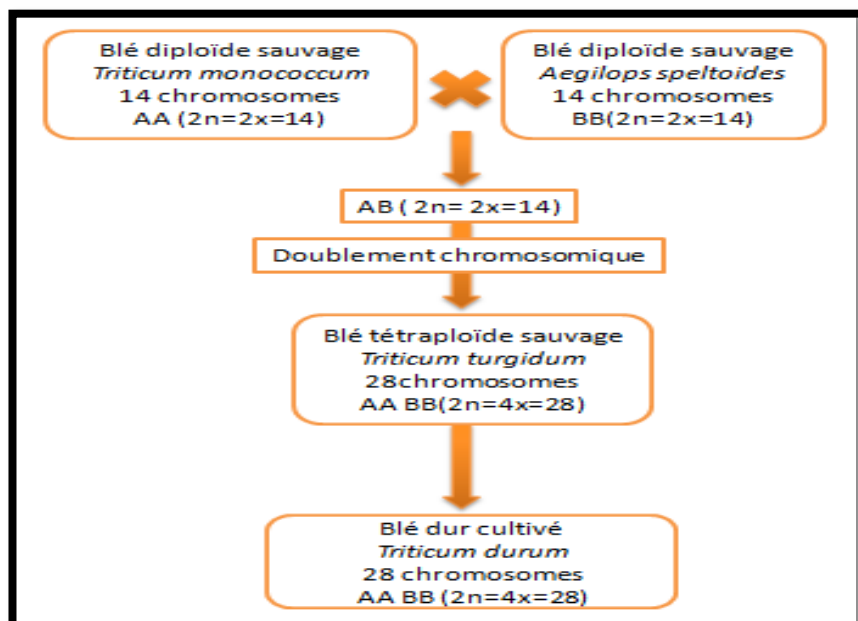 Blé diploïde sauvage
Triticum monococcum
14 chromosomes
AA (2n=2x=14)
Blé diploïde sauvage
Aegilops speltoides
14 chromosomes
BB(2n=2x=14)
AB ( 2n= 2x=14)
Doublement chromosomique
Blé tétraploïde sauvage
Triticum turgidum
28chromosomes
AA BB(2n=4x=28)
Blé dur cultivé
Triticum durum
28 chromosomes
AA BB (2n=4x=28)